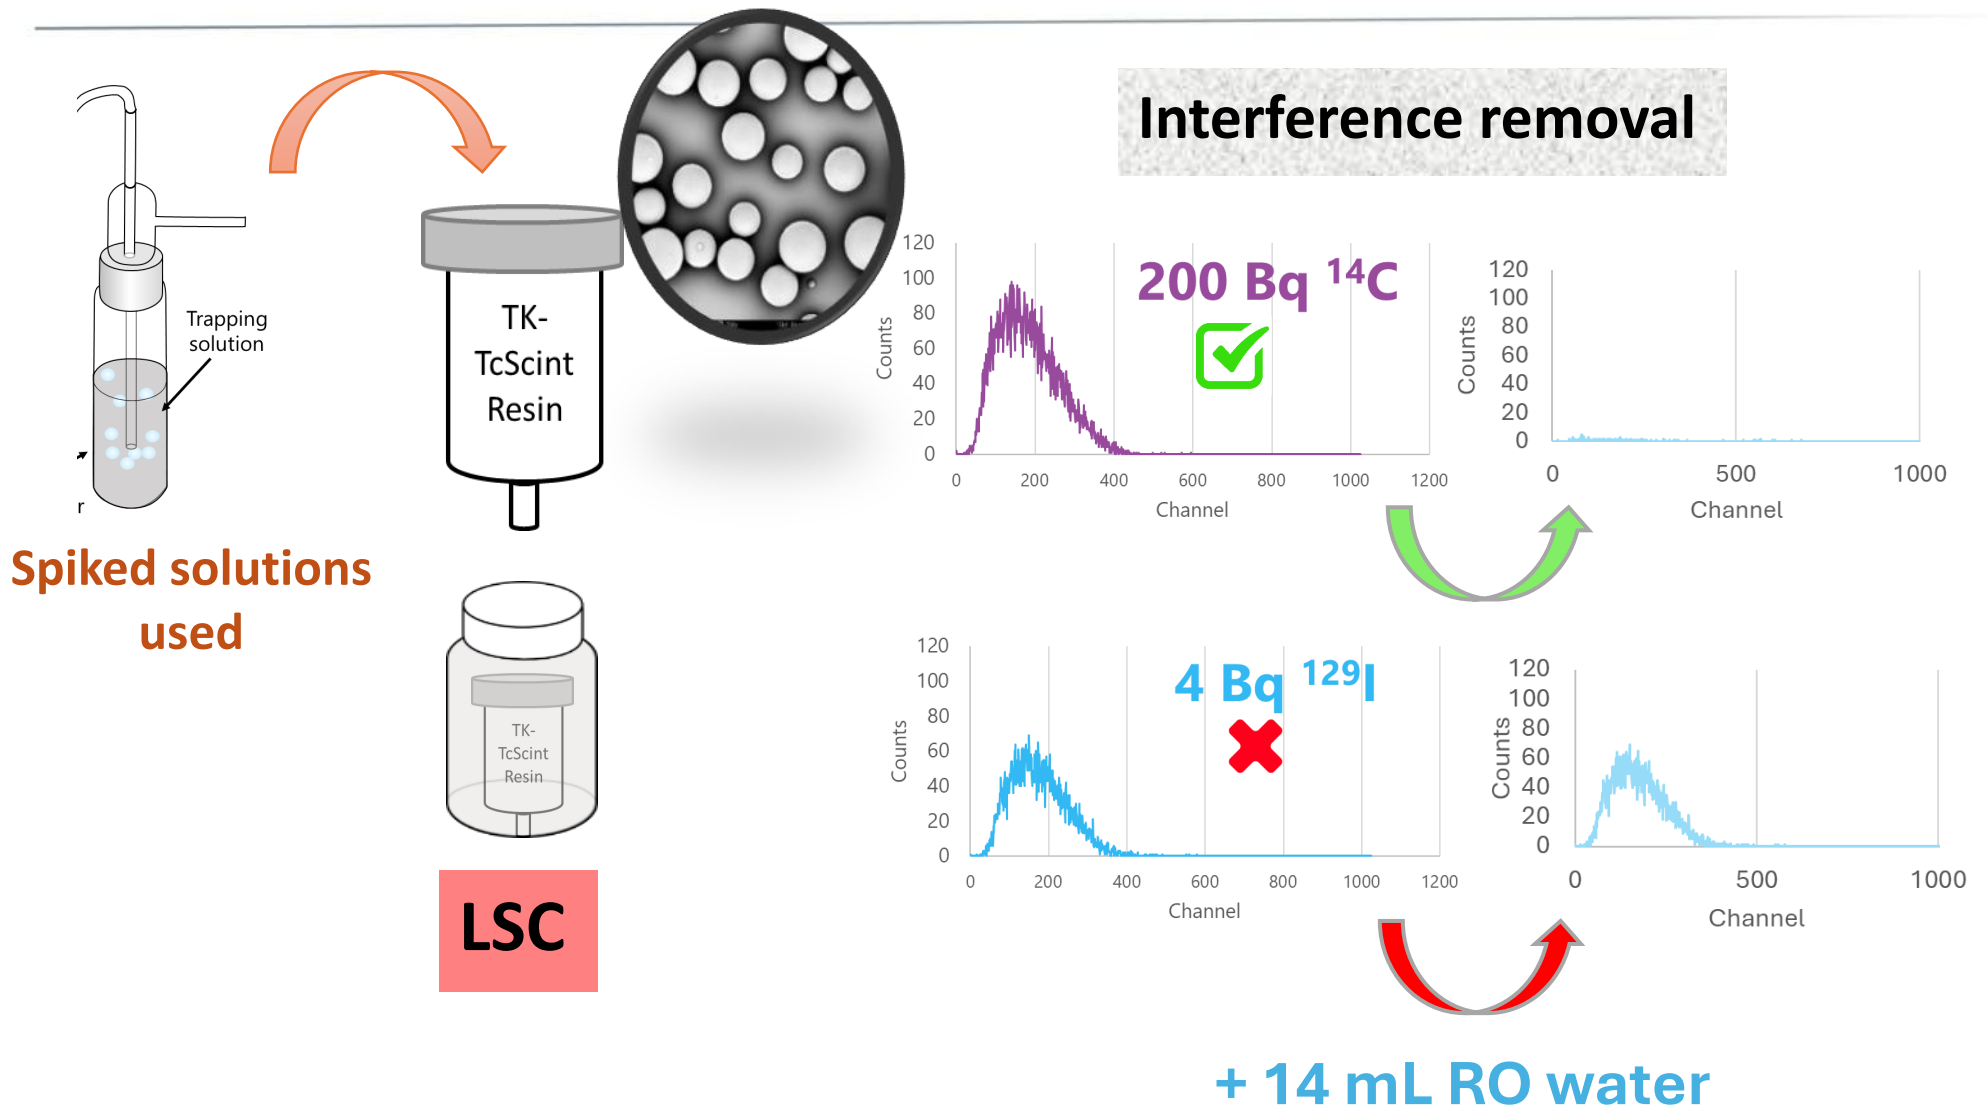 Interference removal
Trapping
solution
r
Spiked solutions
used
TK-
TcScint
Resin
TK-
TcScint
Resin
LSC
120
100
80
60
40
20
0
Counts
0 200 400 600 800 1000 1200
Channel
200 Bq ¹⁴C
120
100
80
60
40
20
0
Counts
0 500 1000
Channel
120
100
80
60
40
20
0
Counts
0 200 400 600 800 1000 1200
Channel
4 Bq ¹²⁹I
120
100
80
60
40
20
0
Counts
0 500 1000
Channel
+ 14 mL RO water